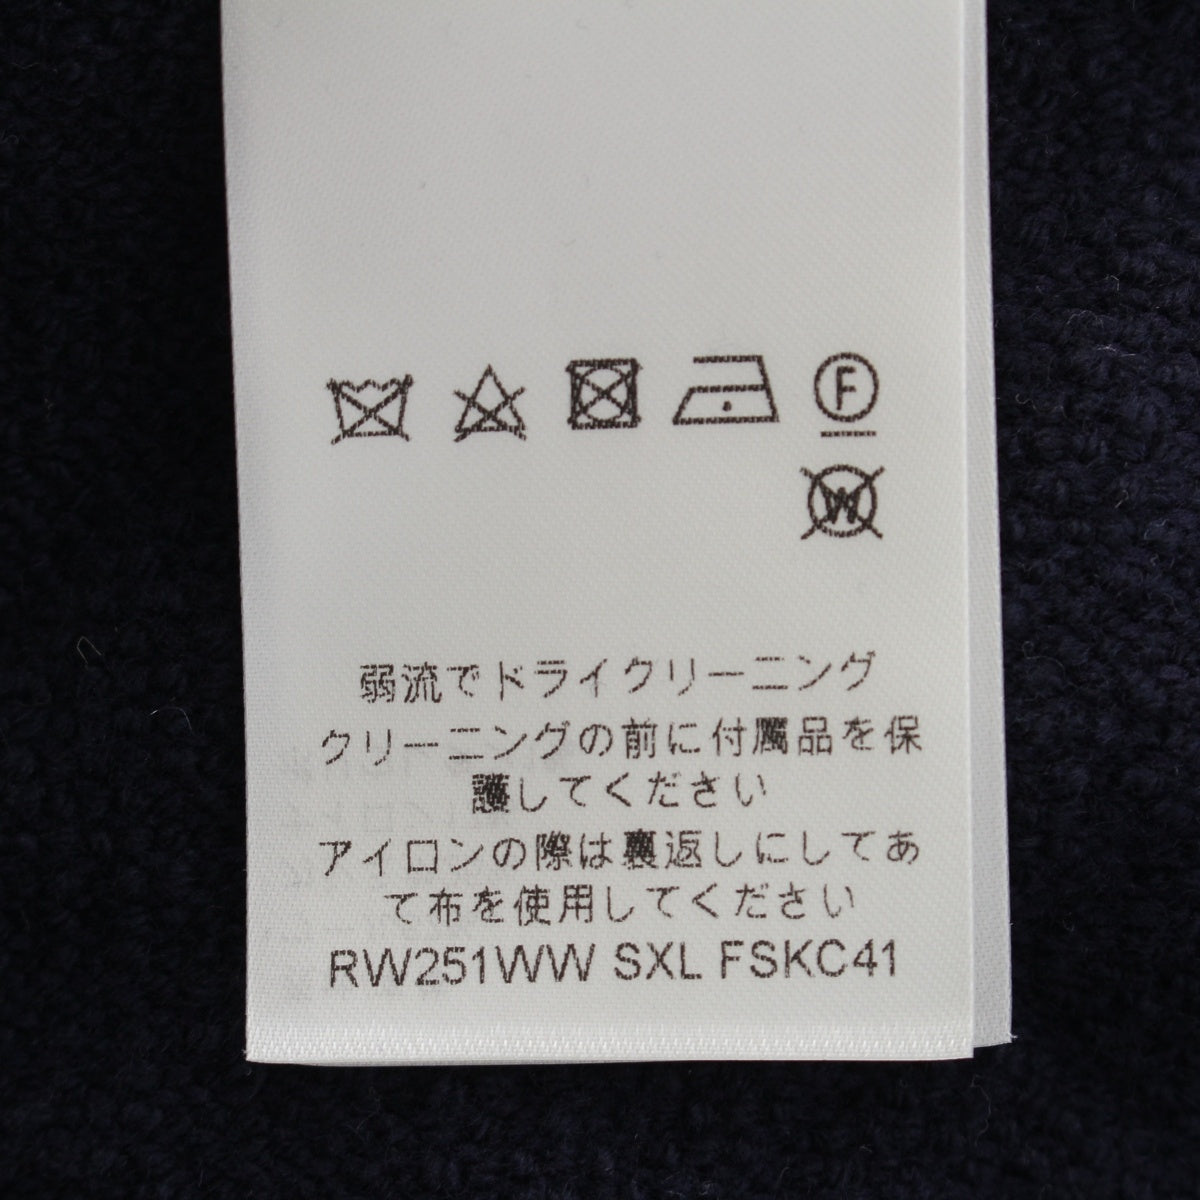 F
W
弱流でドライクリーニング
クリーニングの前に付属品を保
護してください
アイロンの際は裏返しにしてあ
て布を使用してください
RW251WW SXL FSKC41